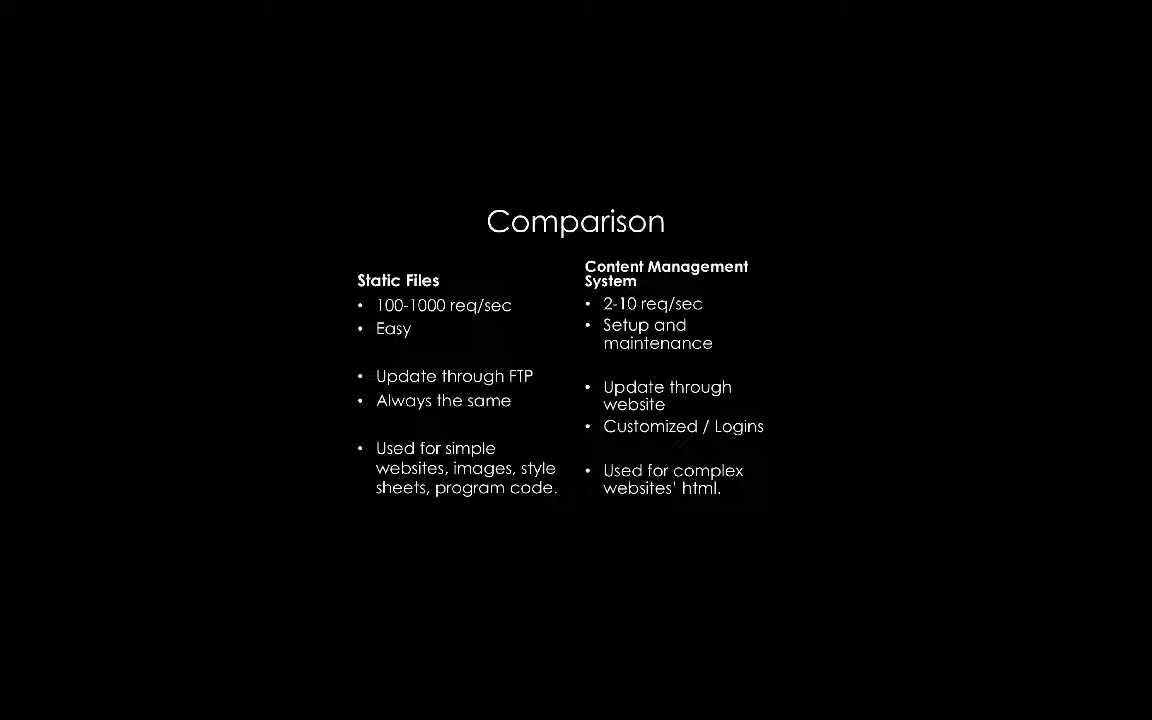 Comparison
Static Files
• 100-1000 req/sec
• Easy
• Update through FTP
• Always the same
• Used for simple
websites, images, style
sheets, program code.
Content Management
System
• 2-10 req/sec
• Setup and
maintenance
• Update through
website
• Customized / Logins
• Used for complex
websites' html.